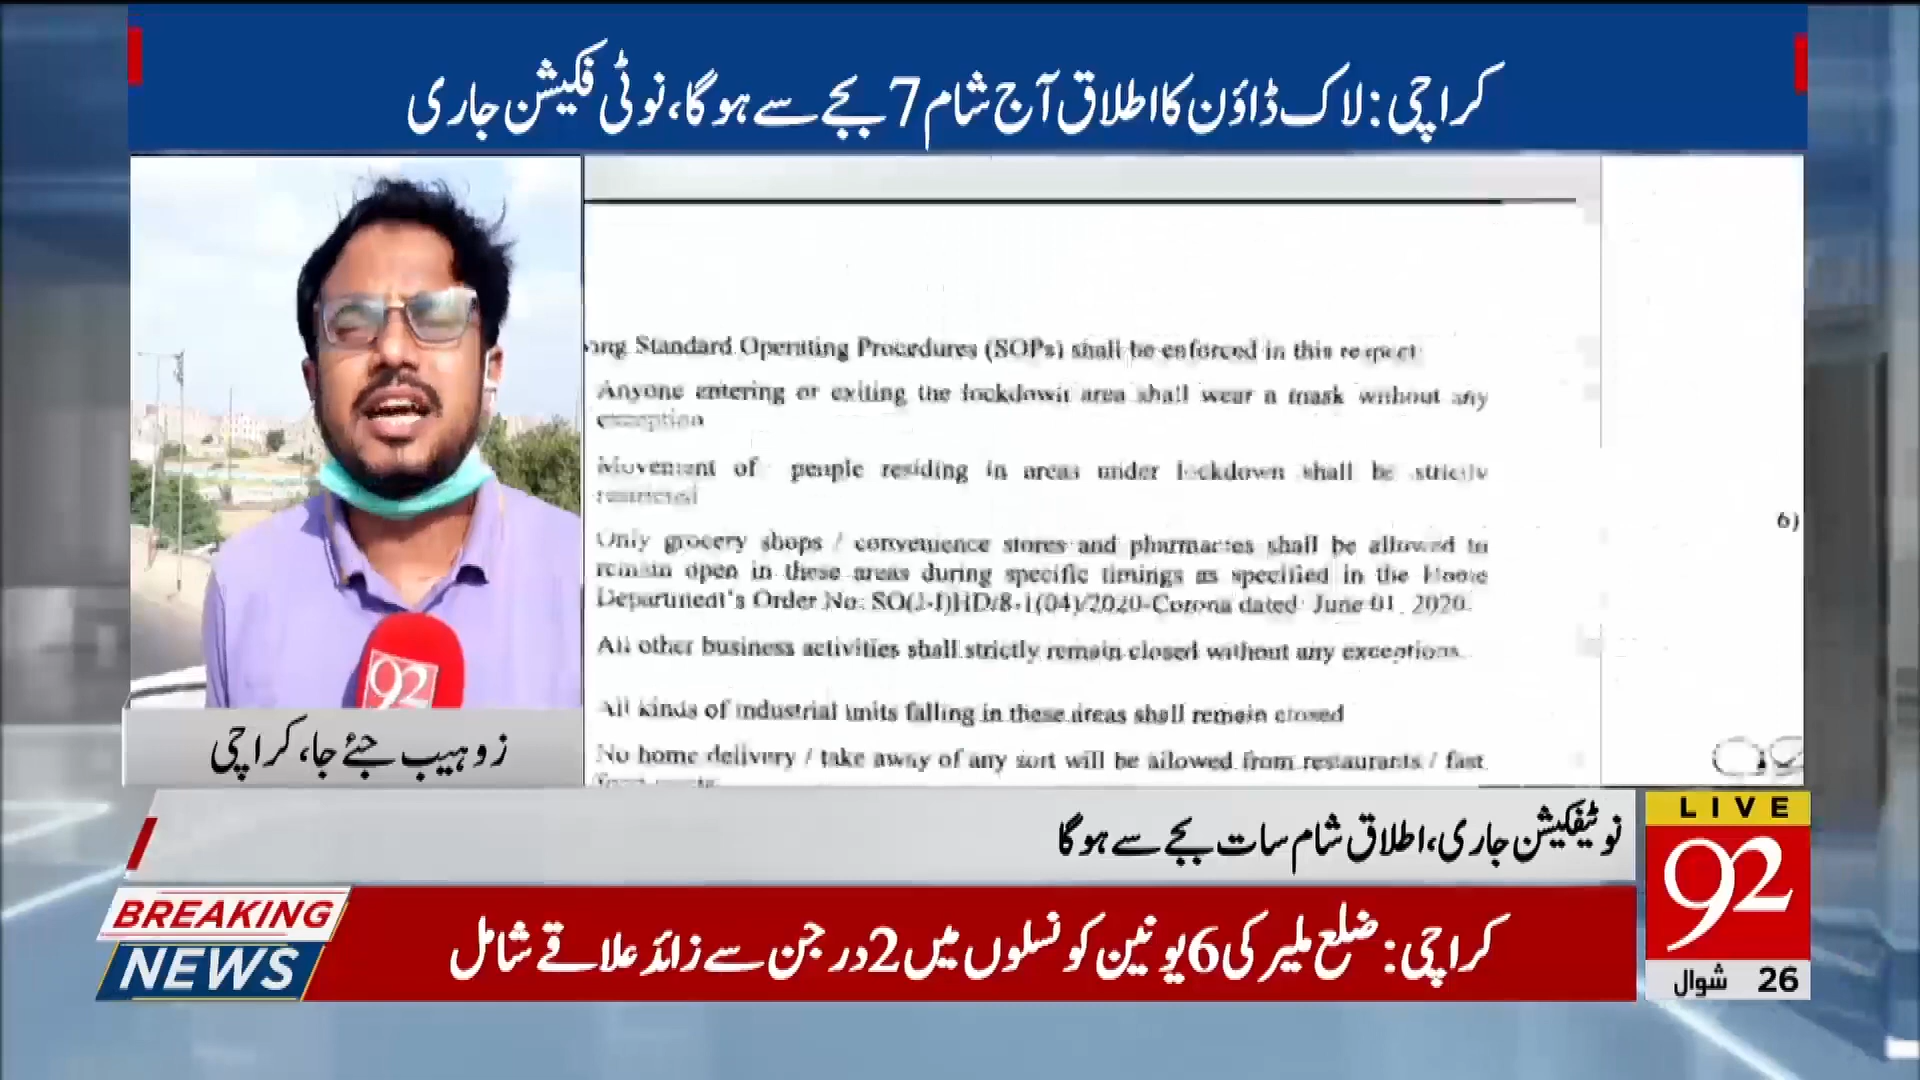 کراچی: لاک ڈاؤن کا اطلاق آج شام 7 بجے سے ہوگا، نوٹی فکیشن جاری
Standard Operating Procedures (SOPs) shall be enforced in this respect
Anyone entering or exiting the lockdown area shall wear a mask without any
exception
Movement of people residing in areas under lockdown shall be strictly
restricted
Only grocery shops / convenience stores and pharmacies shall be allowed to
remain open in these areas during specific timings as specified in the Home
Department's Order No: dated: June 01, 2020.
All other business activities shall strictly remain closed without any exceptions.
All kinds of industrial units falling in these areas shall remain closed
No home delivery / take away of any sort will be allowed from restaurants / fast
6)
92
زوہیب جئے جا، کراچی
نوٹیفکیشن جاری، اطلاق شام سات بجے سے ہوگا
BREAKING
NEWS
کراچی: ضلع ملیر کی 6 یونین کونسلوں میں 2 درجن سے زائد علاقے شامل
LIVE
92
26 شوال